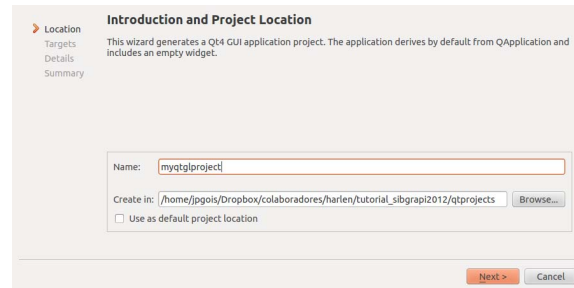 Location
Targets
Details
Summary
Introduction and Project Location
This wizard generates a Qt4 GUI application project. The application derives by default from QApplication and
includes an empty widget.
Name: myqtglproject
Create in: /home/jpgois/Dropbox/colaboradores/harlen/tutorial_sibgrapi2012/qtprojects Browse...
Use as default project location
Next > Cancel